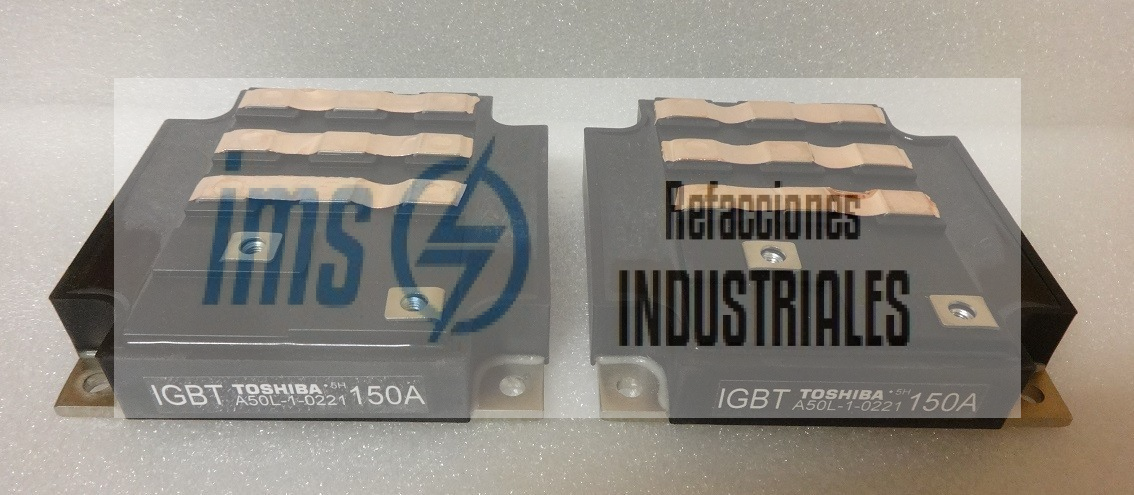 ims
Refacciones
INDUSTRIALES
IGBT TOSHIBA •5H 150A
A50L-1-0221
IGBT TOSHIBA •5H 150A
A50L-1-0221